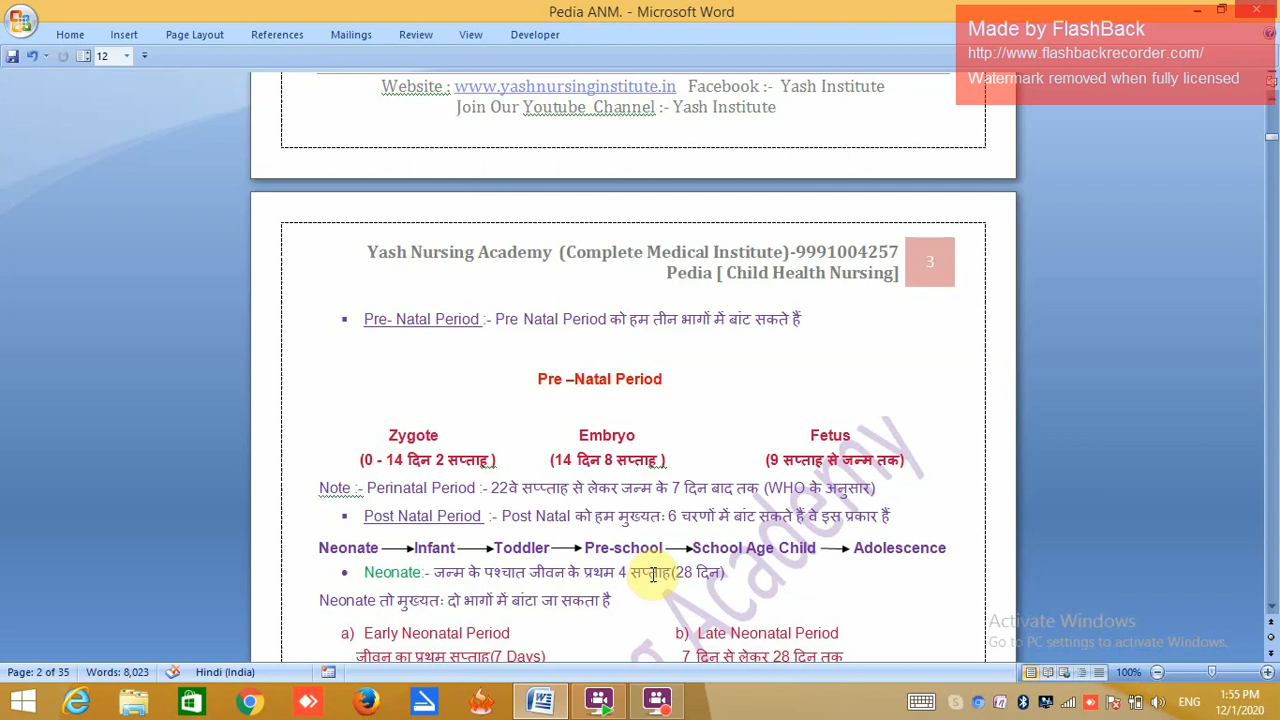 Pedia ANM. - Microsoft Word
Made by FlashBack
http://www.flashbackrecorder.com/
Watermark removed when fully licensed
Home Insert Page Layout References Mailings Review View Developer
12
Website : www.yashnursinginstitute.in Facebook :- Yash Institute
Join Our Youtube Channel :- Yash Institute
Yash Nursing Academy (Complete Medical Institute)-9991004257
Pedia [ Child Health Nursing]
3
▪ Pre- Natal Period :- Pre Natal Period को हम तीन भागों में बांट सकते हैं
Pre –Natal Period
Zygote Embryo Fetus
(0 - 14 दिन 2 सप्ताह ) (14 दिन 8 सप्ताह ) (9 सप्ताह से जन्म तक)
Note :- Perinatal Period :- 22वे सप्प्ताह से लेकर जन्म के 7 दिन बाद तक (WHO के अनुसार)
▪ Post Natal Period :- Post Natal को हम मुख्यतः 6 चरणों में बांट सकते हैं वे इस प्रकार हैं
Neonate → Infant → Toddler → Pre-school → School Age Child → Adolescence
• Neonate:- जन्म के पश्चात जीवन के प्रथम 4 सप्ताह(28 दिन)
Neonate तो मुख्यतः दो भागों में बांटा जा सकता है
a) Early Neonatal Period b) Late Neonatal Period
जीवन का प्रथम सप्ताह(7 Days) 7 दिन से लेकर 28 दिन तक
Academy
Activate Windows
Go to PC settings to activate Windows.
Page: 2 of 35 Words: 8,023 Hindi (India) 100%
ENG
1:55 PM
12/1/2020